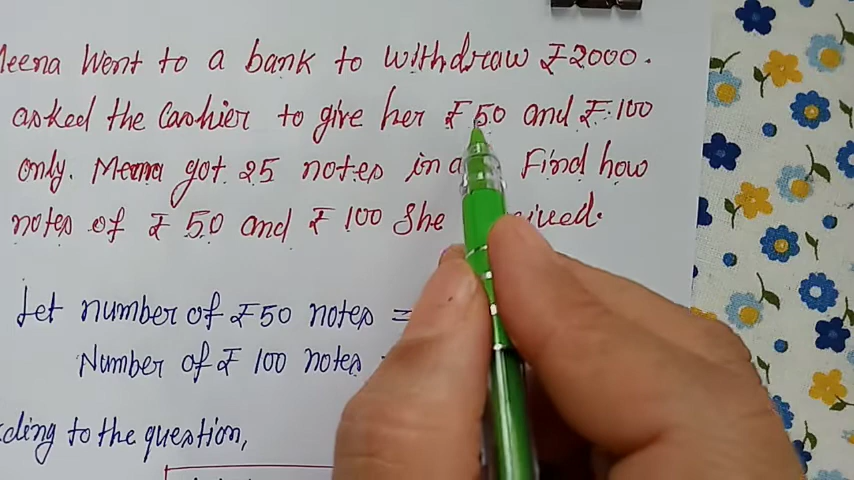 Meena Went to a bank to withdraw ₹2000.
asked the Cashier to give her ₹50 and ₹100
only. Meena got 25 notes in Find how
notes of ₹50 and ₹100 She
Let number of ₹50 notes =
Number of ₹100 notes
to the question,